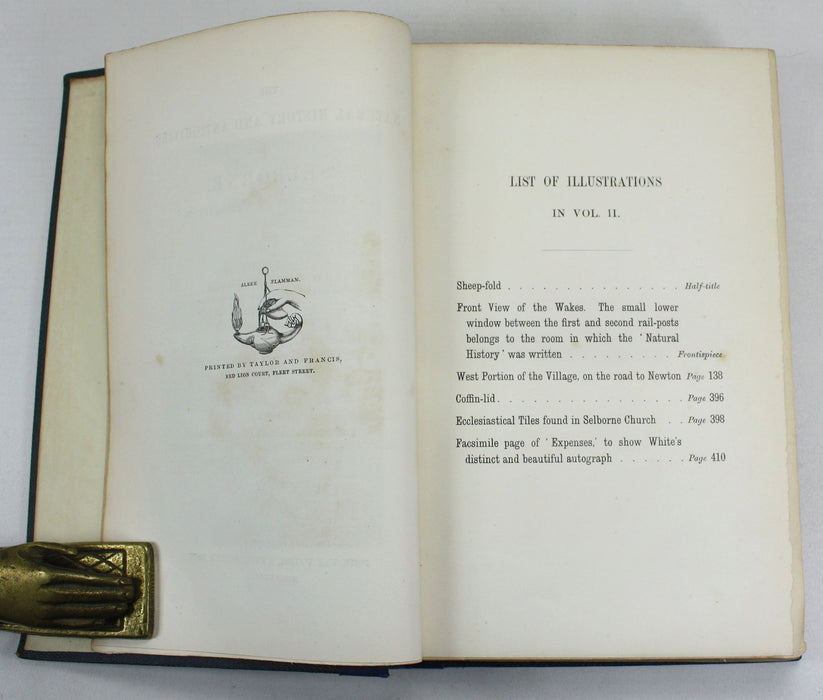 ALERE FLAMMAM.
PRINTED BY TAYLOR AND FRANCIS,
RED LION COURT, FLEET STREET.
LIST OF ILLUSTRATIONS
IN VOL. II.
Sheep-fold . . . . . . . . . . . . . . . Half-title
Front View of the Wakes. The small lower
window between the first and second rail-posts
belongs to the room in which the 'Natural
History' was written . . . . . . . . . Frontispiece
West Portion of the Village, on the road to Newton Page 138
Coffin-lid . . . . . . . . . . . . . . . . Page 396
Ecclesiastical Tiles found in Selborne Church . . Page 398
Facsimile page of 'Expenses,' to show White's
distinct and beautiful autograph . . . . . . Page 410